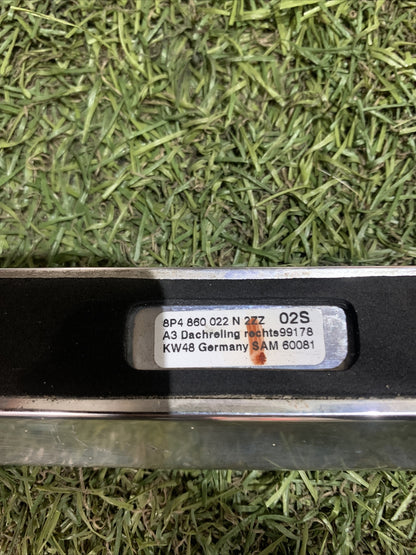 8P4 860 022 N 2ZZ 02S
A3 Dachreling rechts99178
KW48 Germany SAM 60081